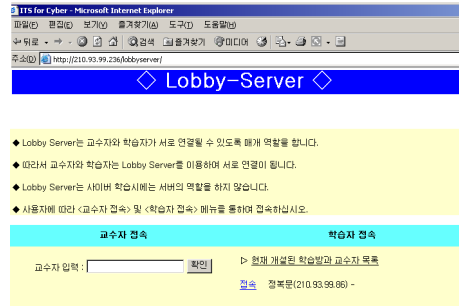 ITS for Cyber - Microsoft Internet Explorer
파일(F) 편집(E) 보기(V) 즐겨찾기(A) 도구(T) 도움말(H)
뒤로 검색 즐겨찾기 미디어
주소(D) http://210.93.99.236/lobbyserver/
◇ Lobby-Server ◇
◆ Lobby Server는 교수자와 학습자가 서로 연결될 수 있도록 매개 역할을 합니다.
◆ 따라서 교수자와 학습자는 Lobby Server를 이용하여 서로 연결이 됩니다.
◆ Lobby Server는 사이버 학습시에는 서버의 역할을 하지 않습니다.
◆ 사용자에 따라 <교수자 접속> 및 <학습자 접속> 메뉴를 통하여 접속하십시오.
교수자 접속 학습자 접속
교수자 입력 : 확인
▷ 현재 개설된 학습방과 교수자 목록
접속 정복문(210.93.99.86) -